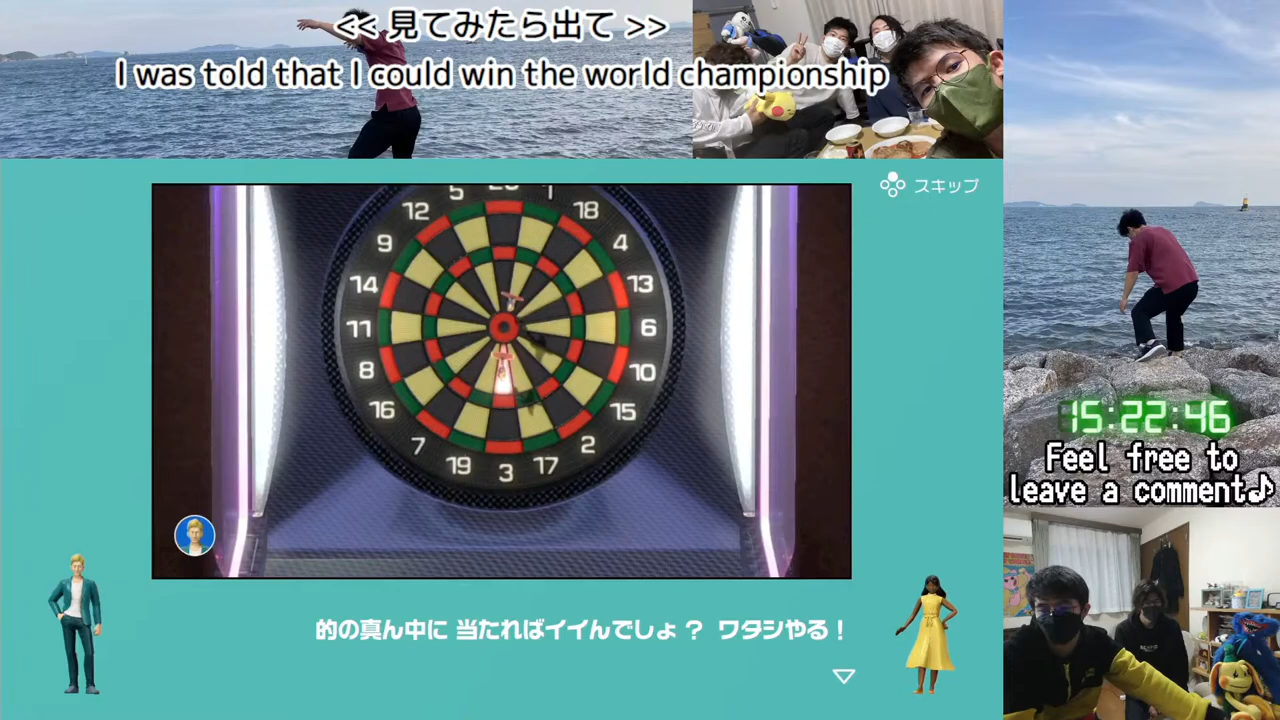 << 見てみたら出て >>
I was told that I could win the world championship
スキップ
5 20 1
12 18
9 4
14 13
11 6
8 10
16 15
7 2
19 3 17
15:22:46
Feel free to
leave a comment♪
的の真ん中に 当たればイイんでしょ？ ワタシやる！